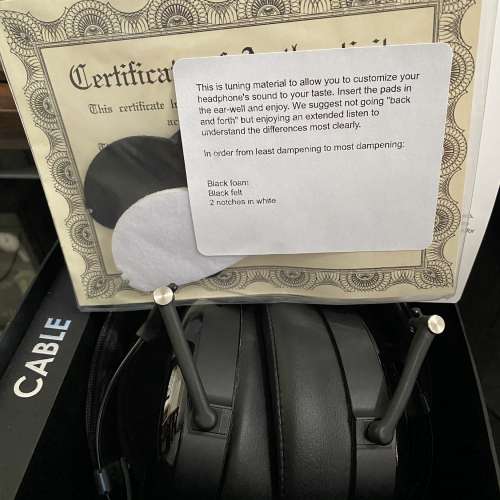 Certifica
This certificate
This is tuning material to allow you to customize your
headphone's sound to your taste. Insert the pads in
the ear-well and enjoy. We suggest not going "back
and forth" but enjoying an extended listen to
understand the differences most clearly.
In order from least dampening to most dampening:
Black foam
Black felt
2 notches in white
CABLE